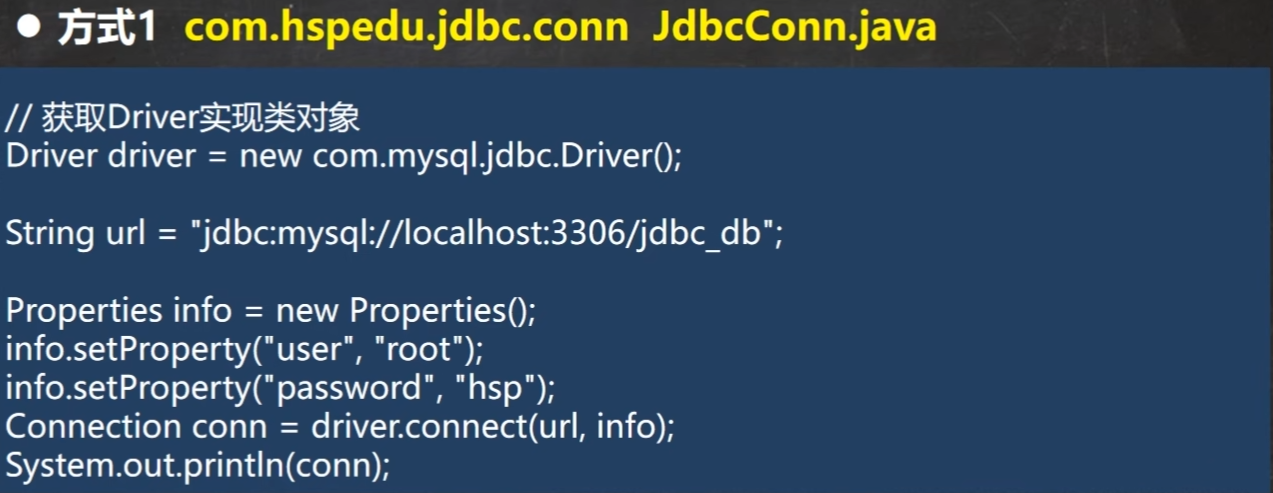 ● 方式1 com.hspedu.jdbc.conn JdbcConn.java
// 获取Driver实现类对象
Driver driver = new com.mysql.jdbc.Driver();
String url = "jdbc:mysql://localhost:3306/jdbc_db";
Properties info = new Properties();
info.setProperty("user", "root");
info.setProperty("password", "hsp");
Connection conn = driver.connect(url, info);
System.out.println(conn);